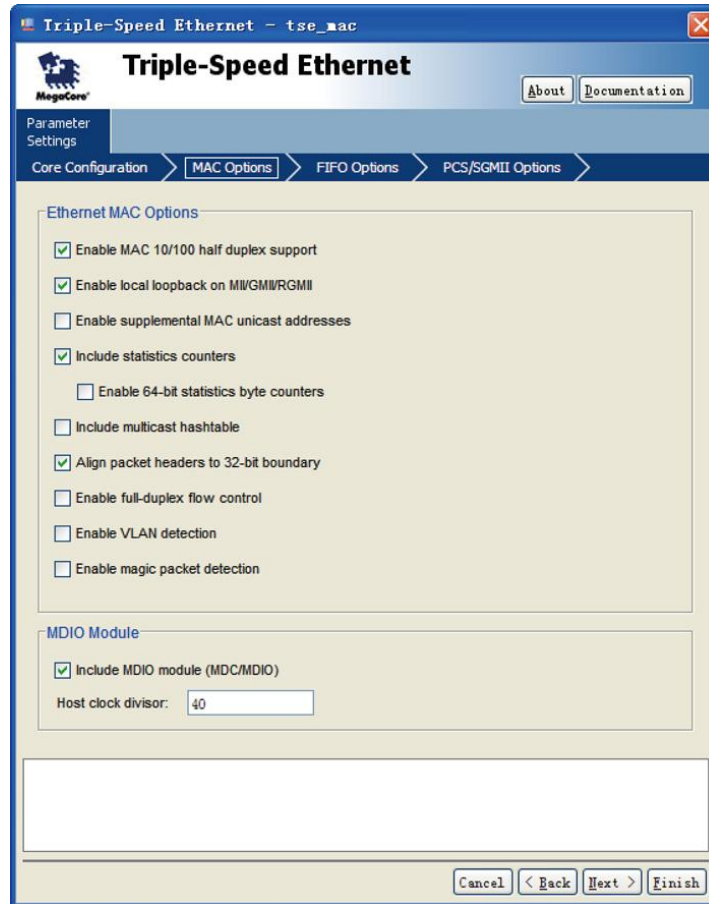 Triple-Speed Ethernet - tse_mac
Triple-Speed Ethernet
MegaCore®
About
Documentation
Parameter
Settings
Core Configuration
MAC Options
FIFO Options
PCS/SGMII Options
Ethernet MAC Options
Enable MAC 10/100 half duplex support
Enable local loopback on MII/GMII/RGMII
Enable supplemental MAC unicast addresses
Include statistics counters
Enable 64-bit statistics byte counters
Include multicast hashtable
Align packet headers to 32-bit boundary
Enable full-duplex flow control
Enable VLAN detection
Enable magic packet detection
MDIO Module
Include MDIO module (MDC/MDIO)
Host clock divisor: 40
Cancel < Back Next > Finish